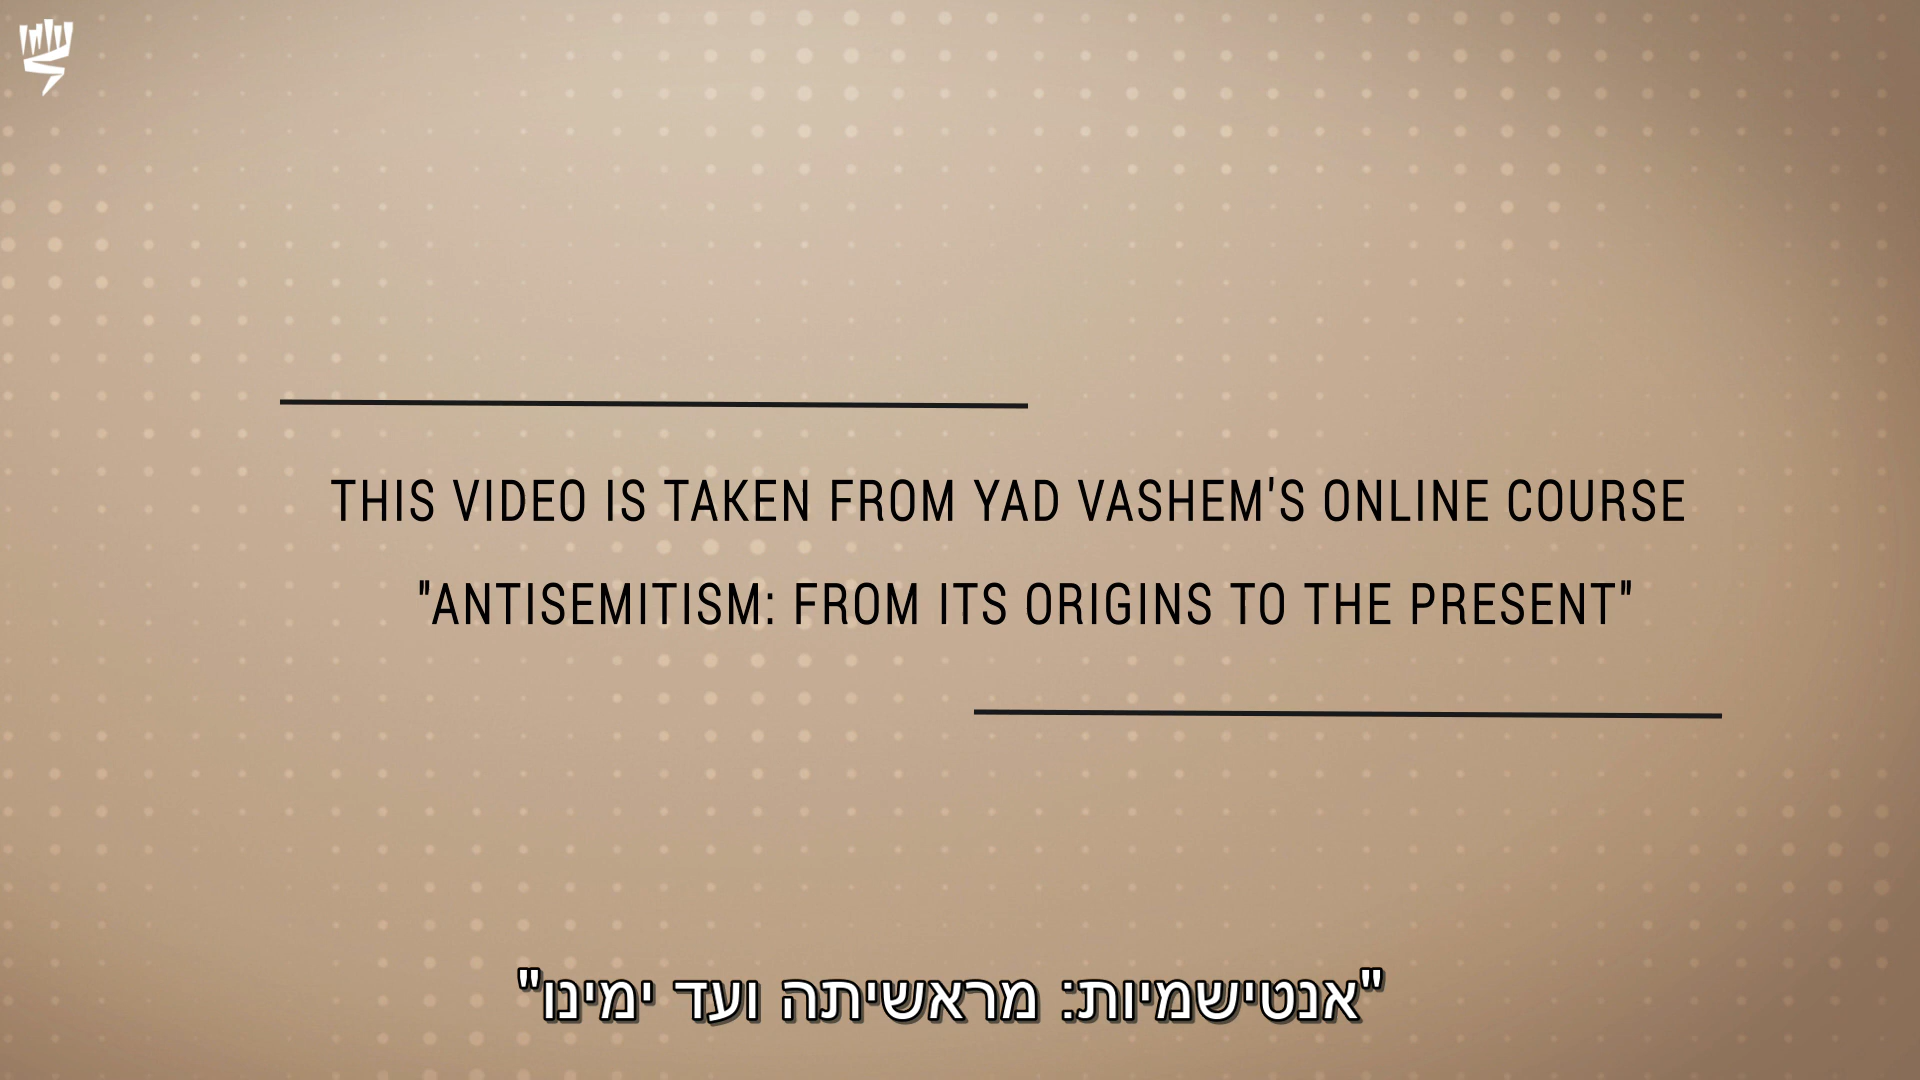 THIS VIDEO IS TAKEN FROM YAD VASHEM'S ONLINE COURSE
"ANTISEMITISM: FROM ITS ORIGINS TO THE PRESENT"
"אנטישמיות: מראשיתה ועד ימינו"